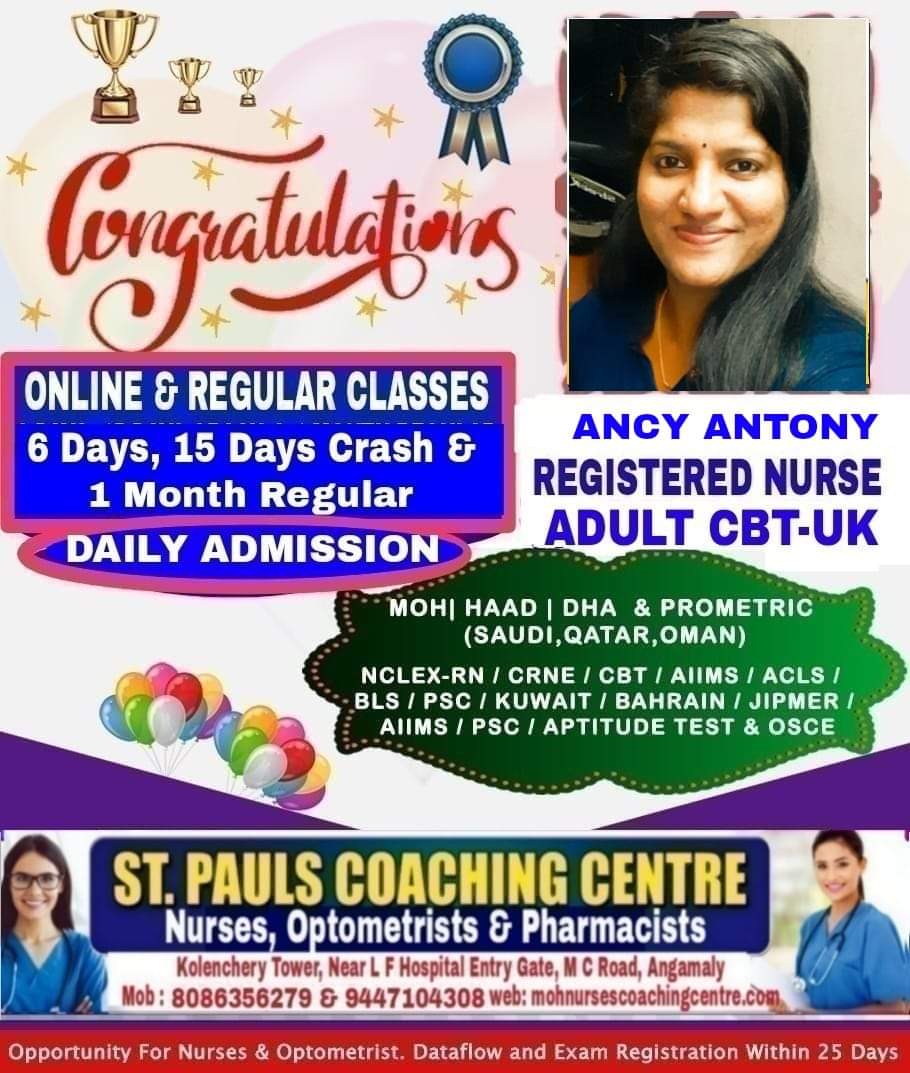 Congratulations
ONLINE & REGULAR CLASSES
6 Days, 15 Days Crash &
1 Month Regular
DAILY ADMISSION
ANCY ANTONY
REGISTERED NURSE
ADULT CBT-UK
MOH| HAAD | DHA & PROMETRIC
(SAUDI,QATAR,OMAN)
NCLEX-RN / CRNE / CBT / AIIMS / ACLS /
BLS / PSC / KUWAIT / BAHRAIN / JIPMER /
AIIMS / PSC / APTITUDE TEST & OSCE
ST. PAULS COACHING CENTRE
Nurses, Optometrists & Pharmacists
Kolenchery Tower, Near L F Hospital Entry Gate, M C Road, Angamaly
Mob : 8086356279 & 9447104308 web: mohnursescoachingcentre.com
Opportunity For Nurses & Optometrist. Dataflow and Exam Registration Within 25 Days